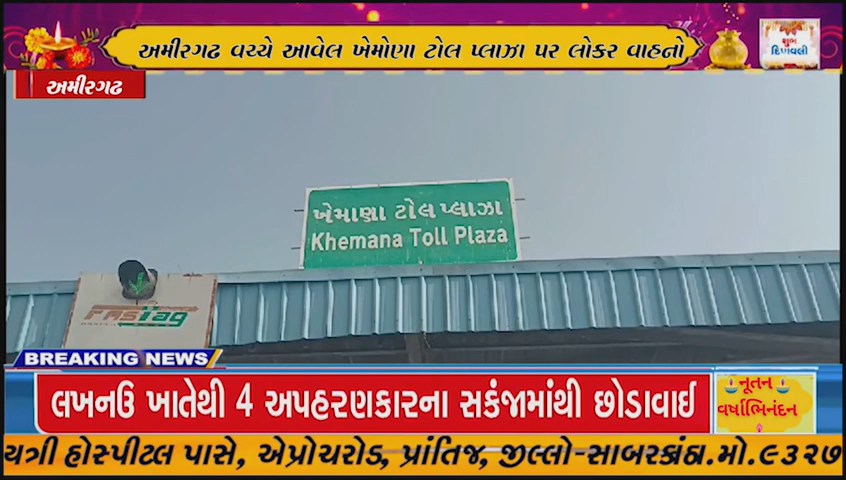 અમીરગઢ વચ્ચે આવેલ ખેમોણા ટોલ પ્લાઝા પર લોકર વાહનો
શુભ
દિપાવલી
અમીરગઢ
ખેમાણા ટોલ પ્લાઝા
Khemana Toll Plaza
FASTag
BREAKING NEWS
લખનઉ ખાતેથી 4 અપહરણકારના સકંજામાંથી છોડાવાઈ
નૂતન
વર્ષાભિનંદન
યત્રી હોસ્પીટલ પાસે, એપ્રોચરોડ, પ્રાંતિજ, જીલ્લો-સાબરકાંઠા.મો.૯૩૨૭